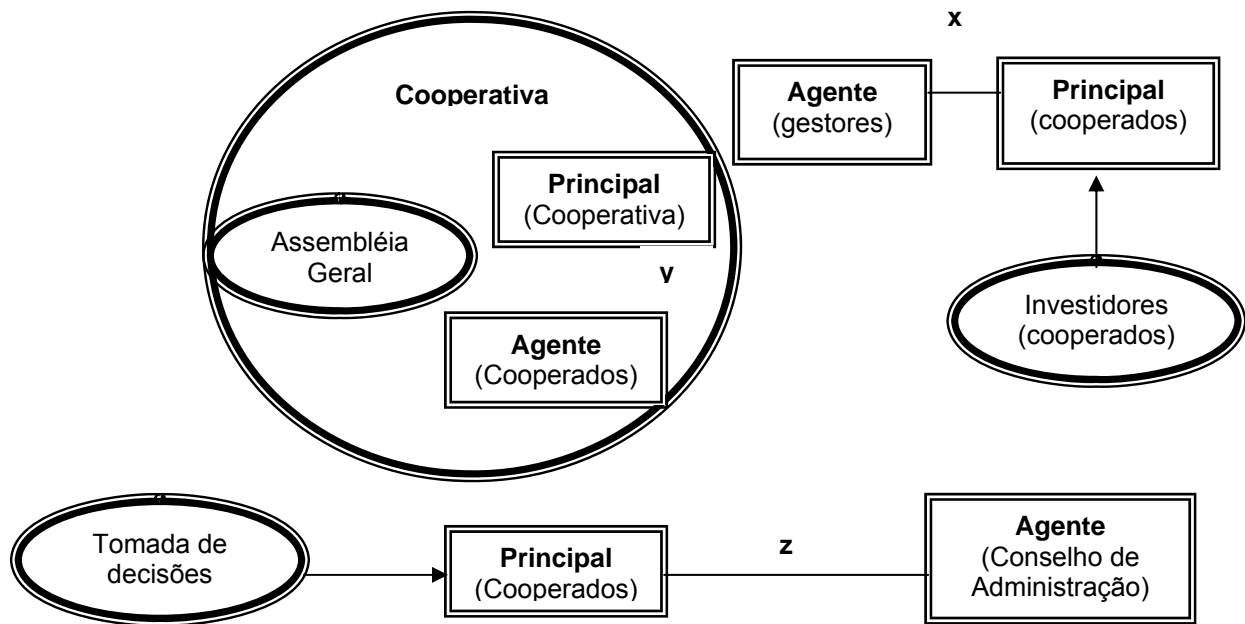 x
Cooperativa
Agente
(gestores)
Principal
(cooperados)
Principal
(Cooperativa)
Assembléia
Geral
y
Agente
(Cooperados)
Investidores
(cooperados)
Tomada de
decisões
Principal
(Cooperados)
z
Agente
(Conselho de
Administração)